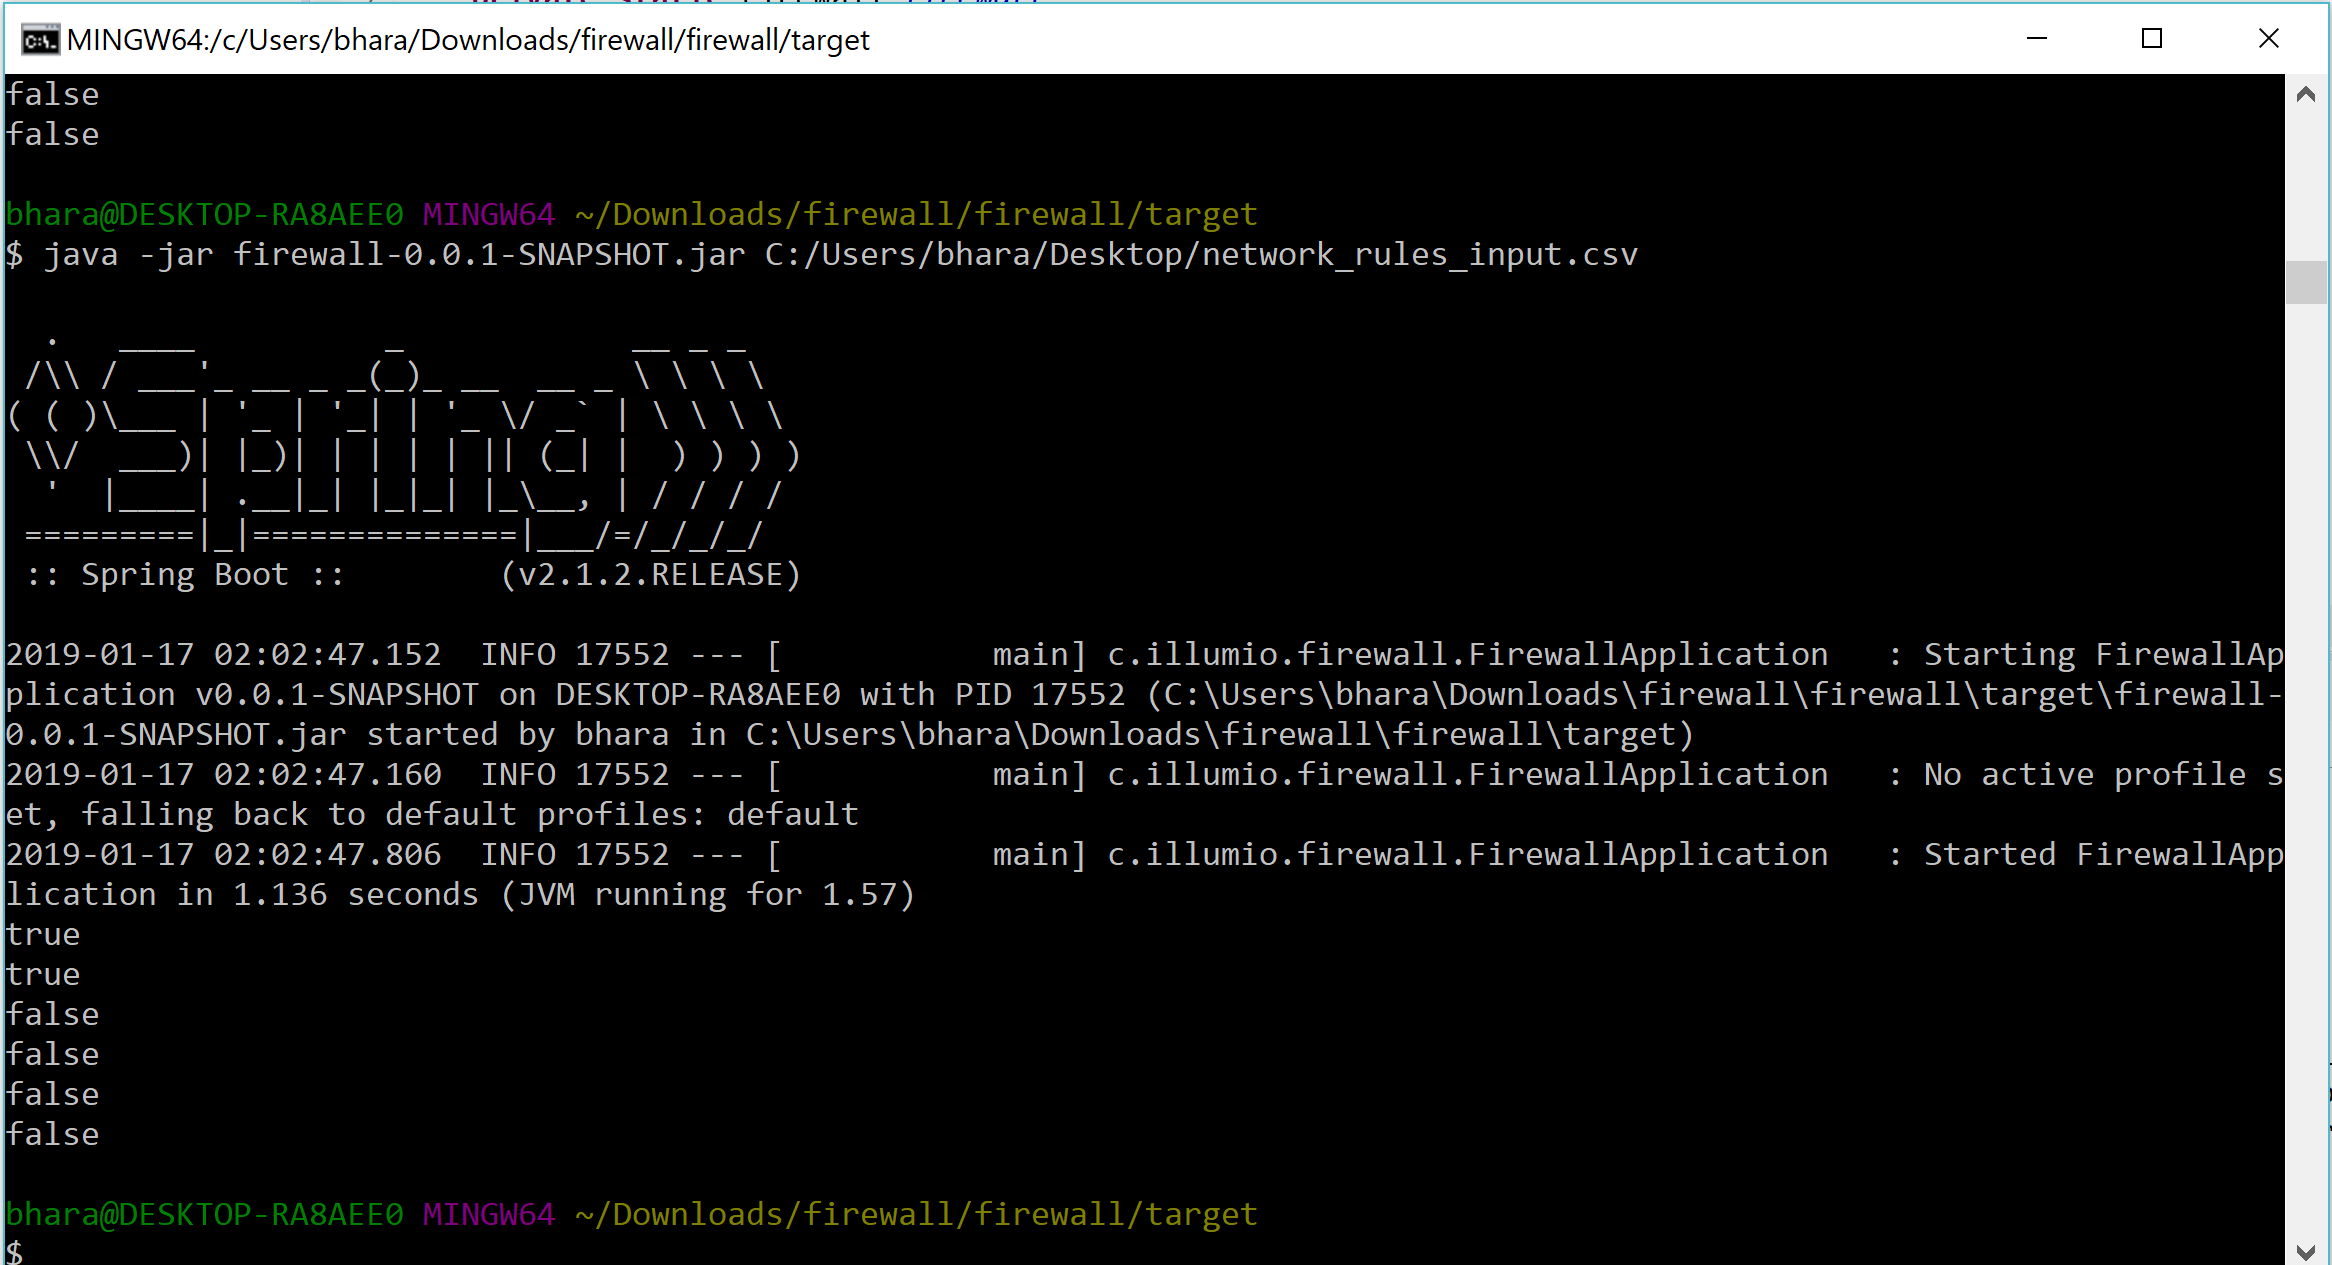 MINGW64:/c/Users/bhara/Downloads/firewall/firewall/target
false
false
bhara@DESKTOP-RA8AEE0 MINGW64 ~/Downloads/firewall/firewall/target
$ java -jar firewall-0.0.1-SNAPSHOT.jar C:/Users/bhara/Desktop/network_rules_input.csv
  .   ____          _            __ _ _
 /\\ / ___'_ __ _ _(_)_ __  __ _ \ \ \ \
( ( )\___ | '_ | '_| | '_ \/ _` | \ \ \ \
 \\/  ___)| |_)| | | | | || (_| |  ) ) ) )
  '  |____| .__|_| |_|_| |_\__, | / / / /
 =========|_|==============|___/=/_/_/_/
 :: Spring Boot ::        (v2.1.2.RELEASE)
2019-01-17 02:02:47.152  INFO 17552 --- [           main] c.illumio.firewall.FirewallApplication   : Starting FirewallAp
plication v0.0.1-SNAPSHOT on DESKTOP-RA8AEE0 with PID 17552 (C:\Users\bhara\Downloads\firewall\firewall\target\firewall-
0.0.1-SNAPSHOT.jar started by bhara in C:\Users\bhara\Downloads\firewall\firewall\target)
2019-01-17 02:02:47.160  INFO 17552 --- [           main] c.illumio.firewall.FirewallApplication   : No active profile s
et, falling back to default profiles: default
2019-01-17 02:02:47.806  INFO 17552 --- [           main] c.illumio.firewall.FirewallApplication   : Started FirewallApp
lication in 1.136 seconds (JVM running for 1.57)
true
true
false
false
false
false
bhara@DESKTOP-RA8AEE0 MINGW64 ~/Downloads/firewall/firewall/target
$